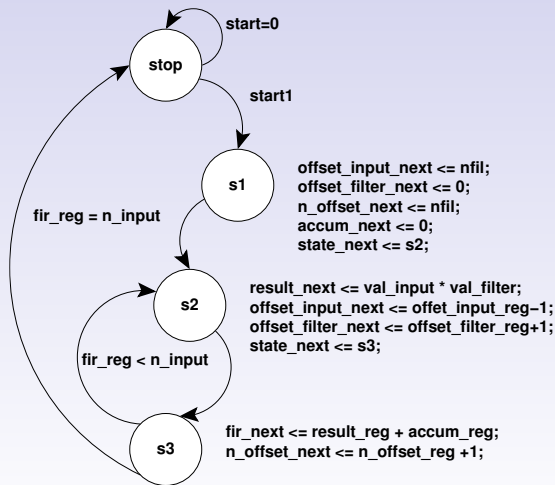 start=0
stop
start1
s1
offset_input_next <= nfil;
offset_filter_next <= 0;
n_offset_next <= nfil;
accum_next <= 0;
state_next <= s2;
fir_reg = n_input
s2
result_next <= val_input * val_filter;
offset_input_next <= offet_input_reg−1;
offset_filter_next <= offset_filter_reg+1;
state_next <= s3;
fir_reg < n_input
s3
fir_next <= result_reg + accum_reg;
n_offset_next <= n_offset_reg +1;